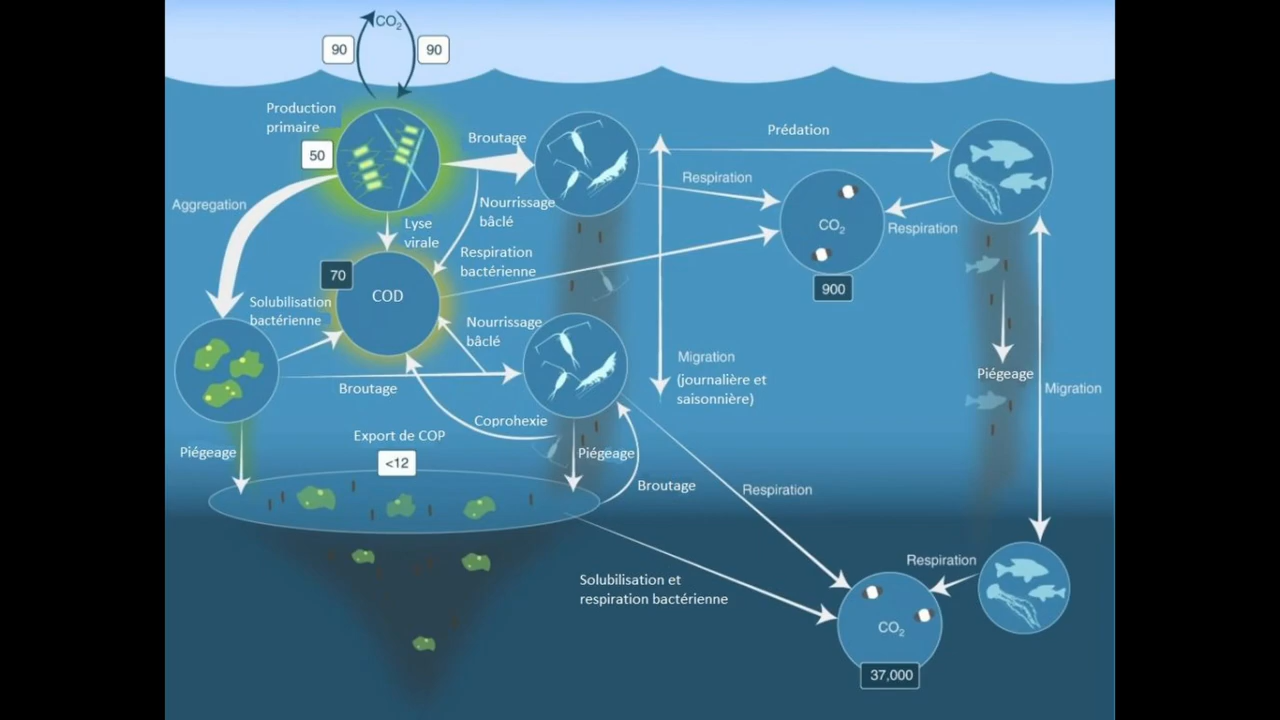 CO₂
90
90
Production
primaire
50
Broutage
Prédation
Aggregation
Respiration
Nourrissage
bâclé
Lyse
virale
CO₂
Respiration
900
Respiration
bactérienne
70
COD
Solubilisation
bactérienne
Nourrissage
bâclé
Broutage
Migration
(journalière et
saisonnière)
Piégeage
Migration
Coprohexie
Export de COP
<12
Piégeage
Piégeage
Broutage
Respiration
Respiration
Solubilisation et
respiration bactérienne
CO₂
37,000